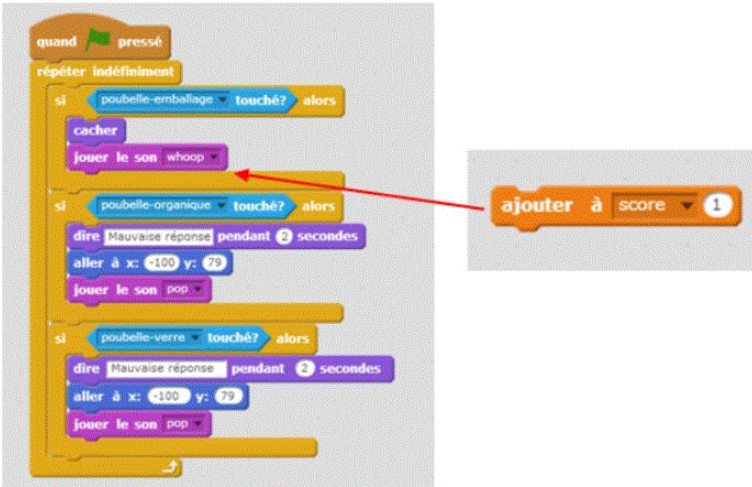 quand pressé
répéter indéfiniment
si poubelle-emballage touché? alors
cacher
jouer le son whoop
si poubelle-organique touché? alors
dire Mauvaise réponse pendant 2 secondes
aller à x: -100 y: 79
jouer le son pop
si poubelle-verre touché? alors
dire Mauvaise réponse pendant 2 secondes
aller à x: -100 y: 79
jouer le son pop
ajouter à score 1